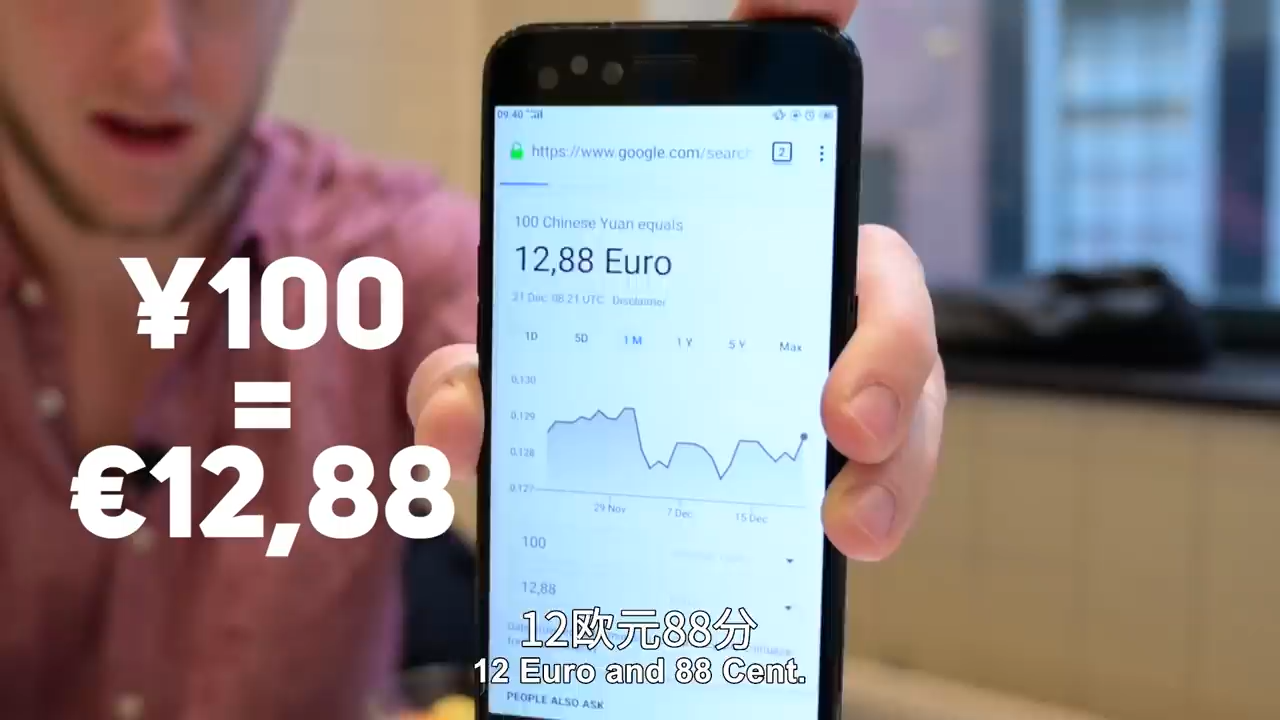 ¥100
=
€12,88
09:40
https://www.google.com/search
2
100 Chinese Yuan equals
12,88 Euro
21 Dec, 08:21 UTC Disclaimer
1D 5D 1M 1Y 5Y Max
0,130
0,129
0,128
0,127
29 Nov 7 Dec 15 Dec
100
12,88
12欧元88分
12 Euro and 88 Cent.
PEOPLE ALSO ASK